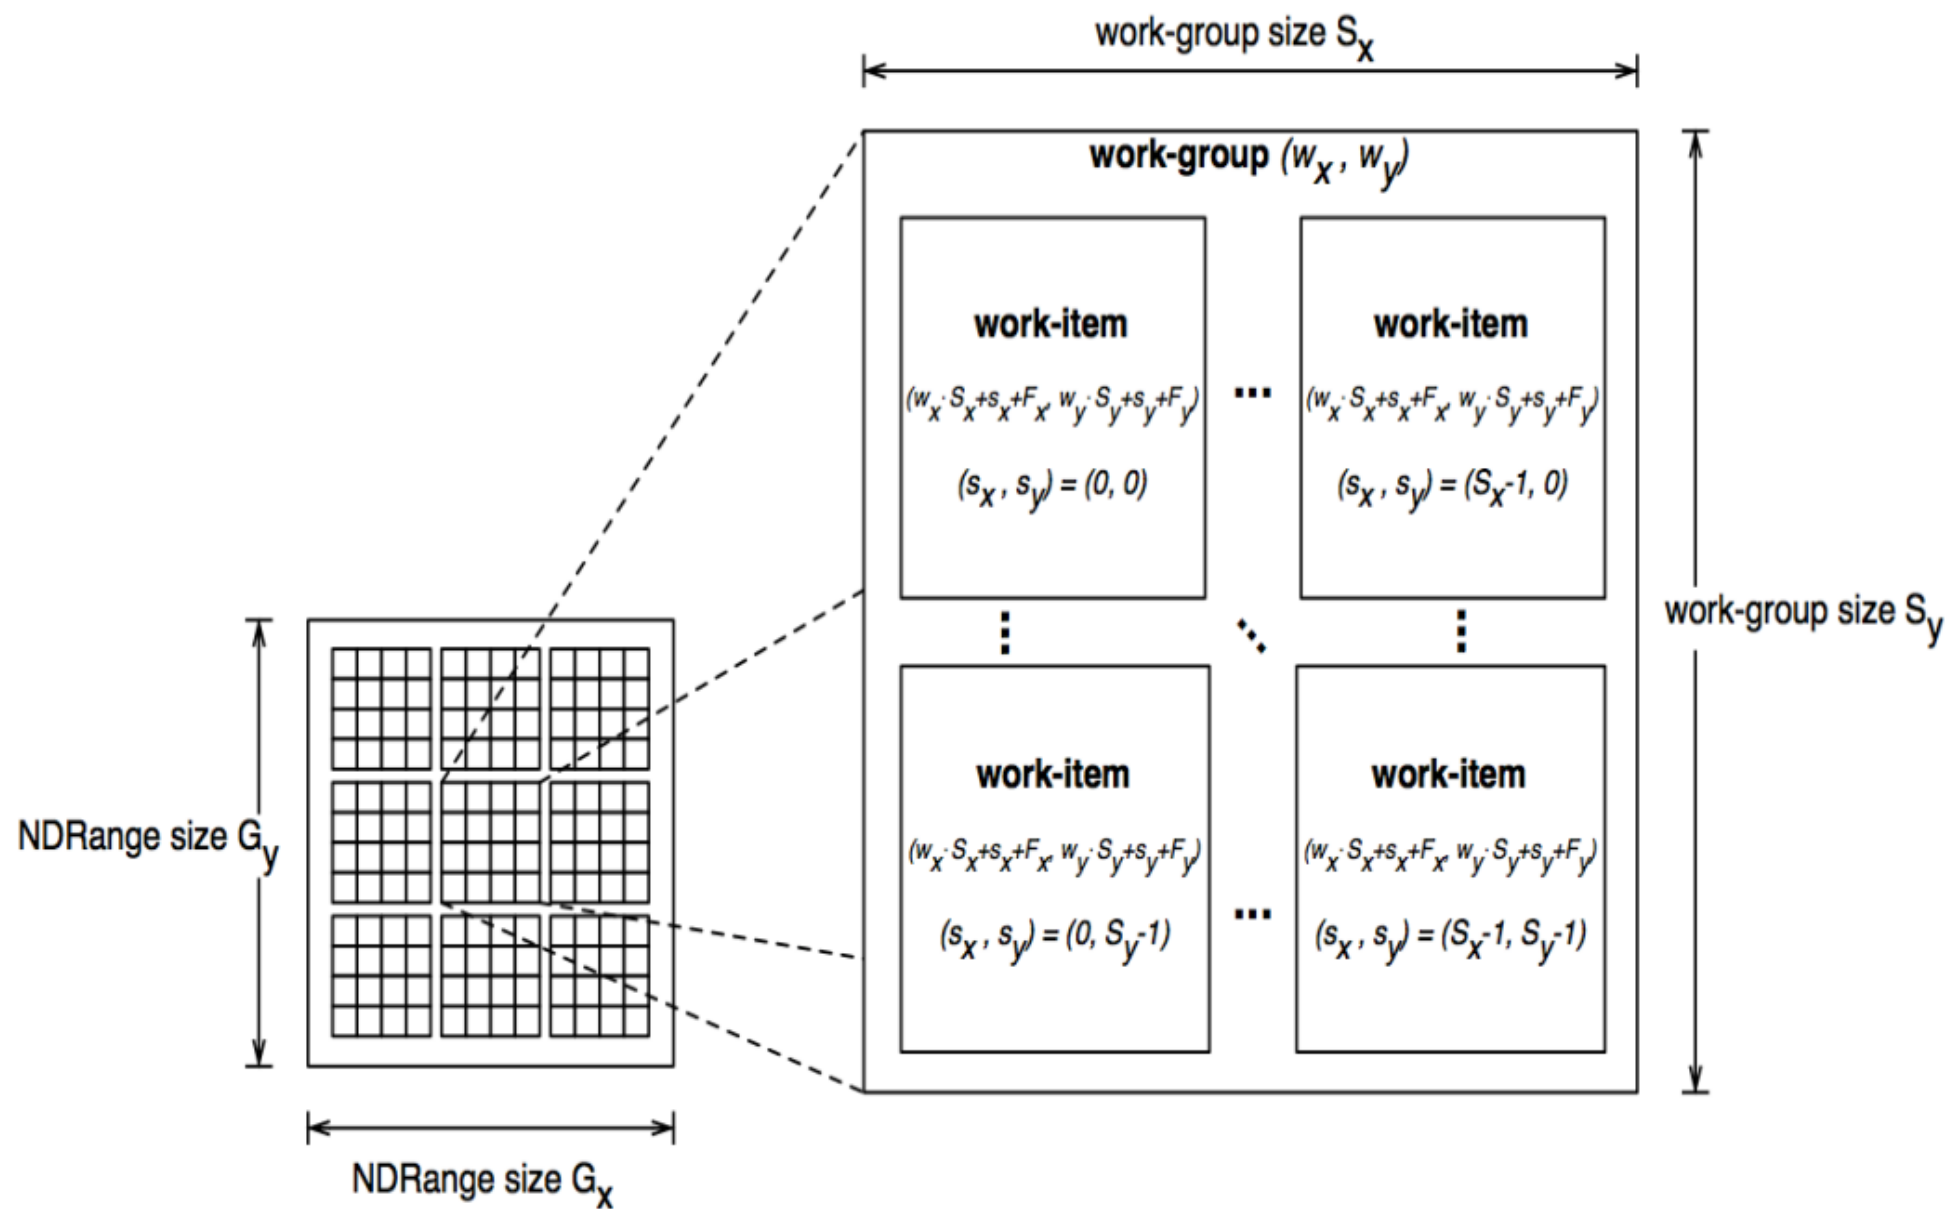 work-group size Sx
work-group (wx , wy)
work-item
(wx· Sx+sx+Fx, wy· Sy+sy+Fy)
(sx , sy) = (0, 0)
...
work-item
(wx· Sx+sx+Fx, wy· Sy+sy+Fy)
(sx , sy) = (Sx-1, 0)
work-group size Sy
work-item
(wx· Sx+sx+Fx, wy· Sy+sy+Fy)
(sx , sy) = (0, Sy-1)
...
work-item
(wx· Sx+sx+Fx, wy· Sy+sy+Fy)
(sx , sy) = (Sx-1, Sy-1)
NDRange size Gy
NDRange size Gx